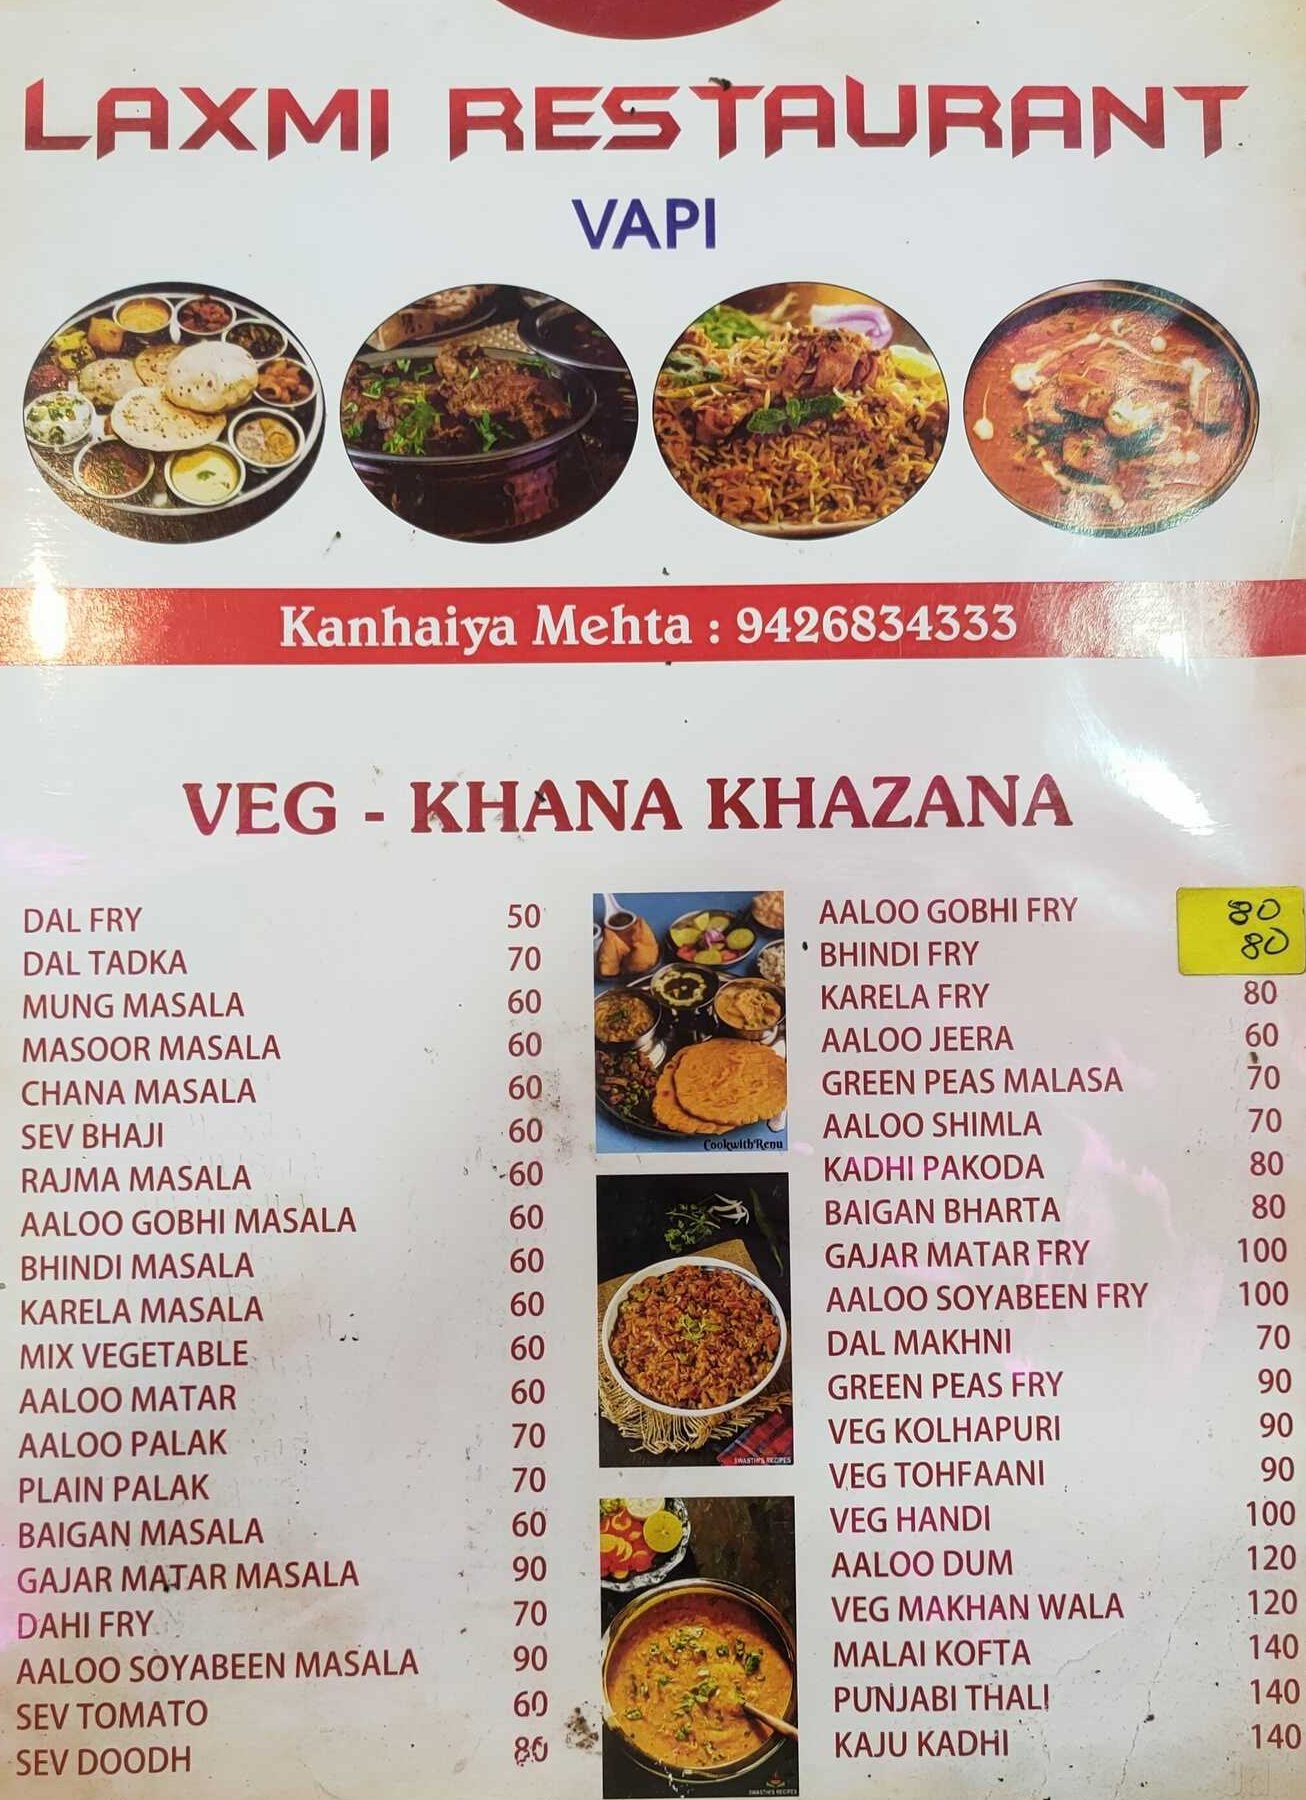 LAXMI RESTAURANT
VAPI
Kanhaiya Mehta : 9426834333
VEG - KHANA KHAZANA
DAL FRY 50
DAL TADKA 70
MUNG MASALA 60
MASOOR MASALA 60
CHANA MASALA 60
SEV BHAJI 60
RAJMA MASALA 60
AALOO GOBHI MASALA 60
BHINDI MASALA 60
KARELA MASALA 60
MIX VEGETABLE 60
AALOO MATAR 60
AALOO PALAK 70
PLAIN PALAK 70
BAIGAN MASALA 60
GAJAR MATAR MASALA 90
DAHI FRY 70
AALOO SOYABEEN MASALA 90
SEV TOMATO 60
SEV DOODH 80
CookwithRenu
SWASTHI'S RECIPES
SWASTHI'S RECIPES
AALOO GOBHI FRY 80
BHINDI FRY 80
KARELA FRY 80
AALOO JEERA 60
GREEN PEAS MALASA 70
AALOO SHIMLA 70
KADHI PAKODA 80
BAIGAN BHARTA 80
GAJAR MATAR FRY 100
AALOO SOYABEEN FRY 100
DAL MAKHNI 70
GREEN PEAS FRY 90
VEG KOLHAPURI 90
VEG TOHFAANI 90
VEG HANDI 100
AALOO DUM 120
VEG MAKHAN WALA 120
MALAI KOFTA 140
PUNJABI THALI 140
KAJU KADHI 140
Jd